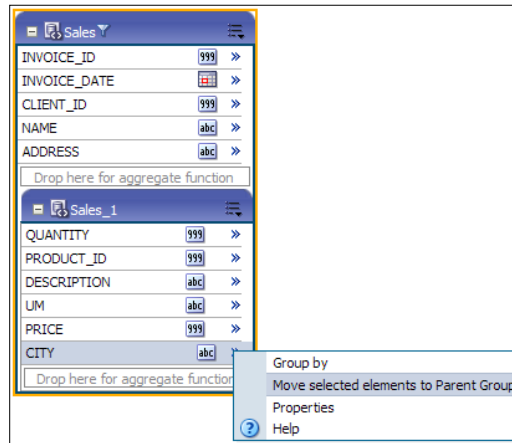 Sales
INVOICE_ID 999 »
INVOICE_DATE »
CLIENT_ID 999 »
NAME abc »
ADDRESS abc »
Drop here for aggregate function
Sales_1
QUANTITY 999 »
PRODUCT_ID 999 »
DESCRIPTION abc »
UM abc »
PRICE 999 »
CITY abc
Drop here for aggregate function
Group by
Move selected elements to Parent Group
Properties
? Help